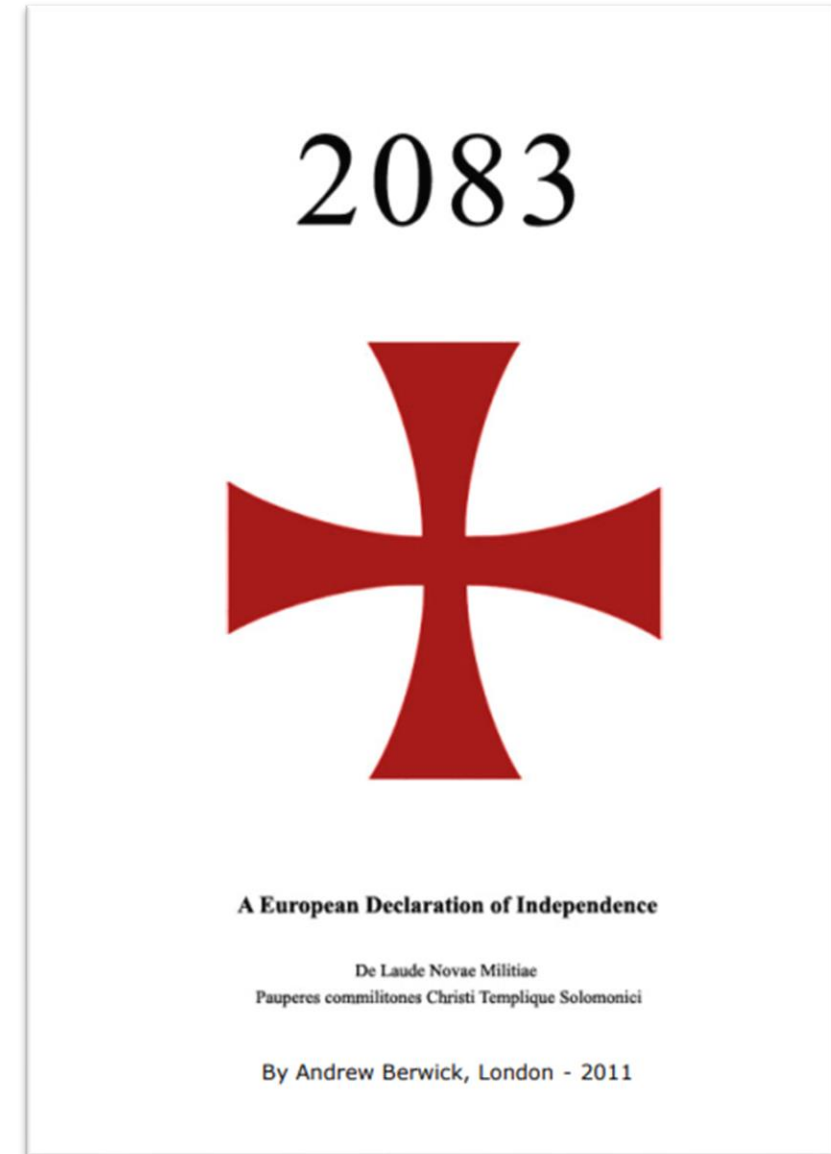 2083
A European Declaration of Independence
De Laude Novae Militiae
Pauperes commilitones Christi Templique Solomonici
By Andrew Berwick, London - 2011